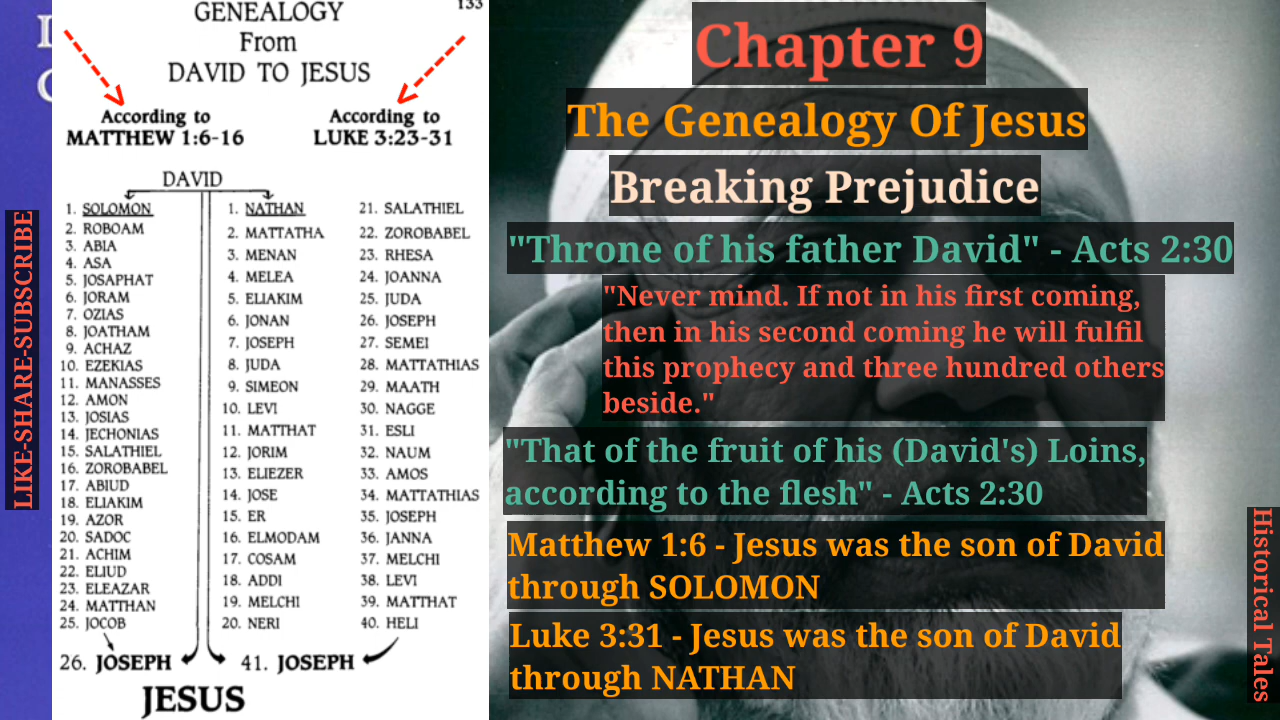 133
GENEALOGY
From
DAVID TO JESUS
According to
MATTHEW 1:6-16
According to
LUKE 3:23-31
DAVID
1. SOLOMON
2. ROBOAM
3. ABIA
4. ASA
5. JOSAPHAT
6. JORAM
7. OZIAS
8. JOATHAM
9. ACHAZ
10. EZEKIAS
11. MANASSES
12. AMON
13. JOSIAS
14. JECHONIAS
15. SALATHIEL
16. ZOROBABEL
17. ABIUD
18. ELIAKIM
19. AZOR
20. SADOC
21. ACHIM
22. ELIUD
23. ELEAZAR
24. MATTHAN
25. JOCOB
26. JOSEPH
1. NATHAN
2. MATTATHA
3. MENAN
4. MELEA
5. ELIAKIM
6. JONAN
7. JOSEPH
8. JUDA
9. SIMEON
10. LEVI
11. MATTHAT
12. JORIM
13. ELIEZER
14. JOSE
15. ER
16. ELMODAM
17. COSAM
18. ADDI
19. MELCHI
20. NERI
21. SALATHIEL
22. ZOROBABEL
23. RHESA
24. JOANNA
25. JUDA
26. JOSEPH
27. SEMEI
28. MATTATHIAS
29. MAATH
30. NAGGE
31. ESLI
32. NAUM
33. AMOS
34. MATTATHIAS
35. JOSEPH
36. JANNA
37. MELCHI
38. LEVI
39. MATTHAT
40. HELI
41. JOSEPH
JESUS
LIKE-SHARE-SUBSCRIBE
Chapter 9
The Genealogy Of Jesus
Breaking Prejudice
"Throne of his father David" - Acts 2:30
"Never mind. If not in his first coming,
then in his second coming he will fulfil
this prophecy and three hundred others
beside."
"That of the fruit of his (David's) Loins,
according to the flesh" - Acts 2:30
Matthew 1:6 - Jesus was the son of David
through SOLOMON
Luke 3:31 - Jesus was the son of David
through NATHAN
Historical Tales